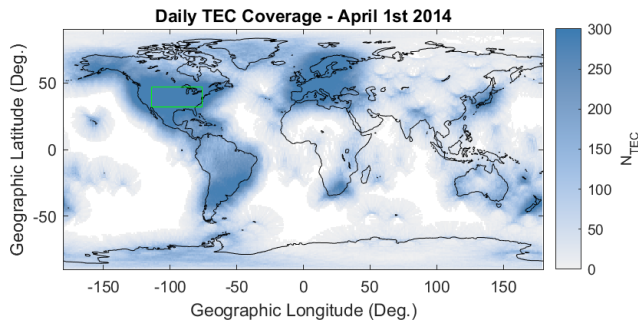 Daily TEC Coverage - April 1st 2014
Geographic Latitude (Deg.)
50
0
-50
-150 -100 -50 0 50 100 150
Geographic Longitude (Deg.)
300
250
200
150
100
50
0
N_TEC